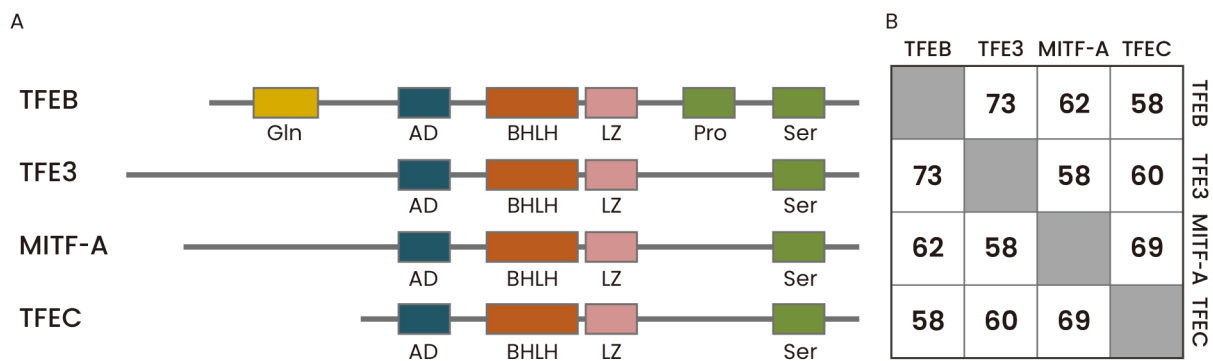 A
TFEB
Gln AD BHLH LZ Pro Ser
TFE3
AD BHLH LZ Ser
MITF-A
AD BHLH LZ Ser
TFEC
AD BHLH LZ Ser
B
TFEB TFE3 MITF-A TFEC
73 62 58 TFEB
73 58 60 TFE3
62 58 69 MITF-A
58 60 69 TFEC